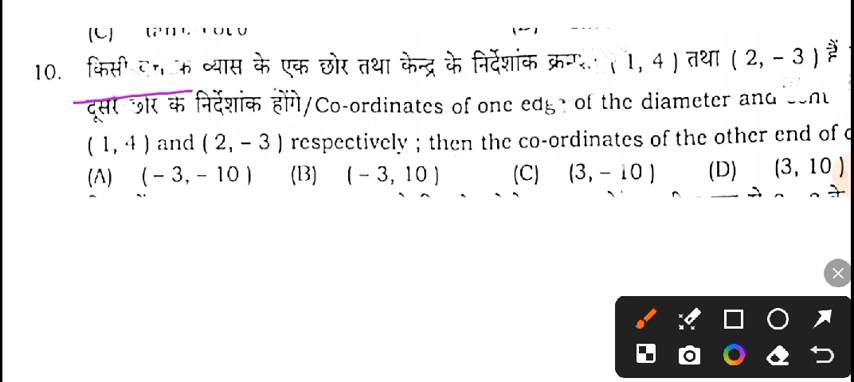 (C)
10. किसी के व्यास के एक छोर तथा केन्द्र के निर्देशांक ( 1, 4 ) तथा ( 2, – 3 ) हैं
दूसरे छोर के निर्देशांक होंगे/Co-ordinates of one edge of the diameter and
( 1, 4 ) and ( 2, – 3 ) respectively ; then the co-ordinates of the other end of
(A) ( – 3, – 10 ) (B) ( – 3, 10 ) (C) (3, – 10 ) (D) (3, 10 )